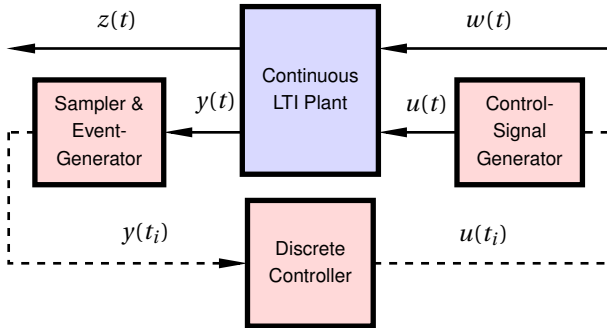 z(t)
w(t)
Continuous
LTI Plant
Sampler &
Event-
Generator
y(t)
u(t)
Control-
Signal
Generator
y(t_i)
Discrete
Controller
u(t_i)